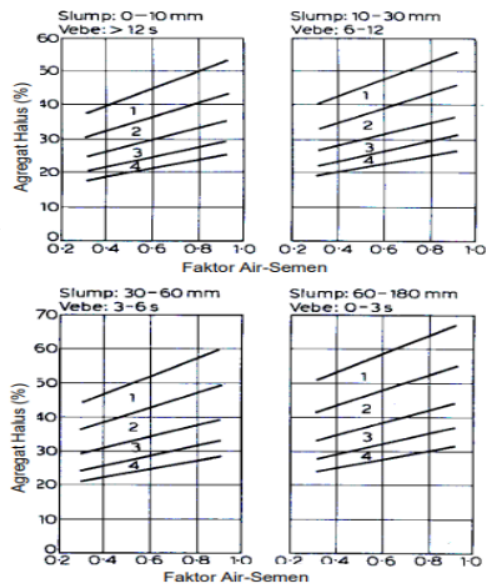 Slump: 0-10 mm
Vebe: > 12 s
Slump: 10-30 mm
Vebe: 6-12
Agregat Halus (%)
60
50
40
30
20
10
0
1
2
3
4
1
2
3
4
0·2 0·4 0·6 0·8 1·0
0·2 0·4 0·6 0·8 1·0
Faktor Air-Semen
Slump: 30-60 mm
Vebe: 3-6 s
Slump: 60-180 mm
Vebe: 0-3s
Agregat Halus (%)
70
60
50
40
30
20
10
0
1
2
3
4
1
2
3
4
0·2 0·4 0·6 0·8 1·0
0·2 0·4 0·6 0·8 1·0
Faktor Air-Semen